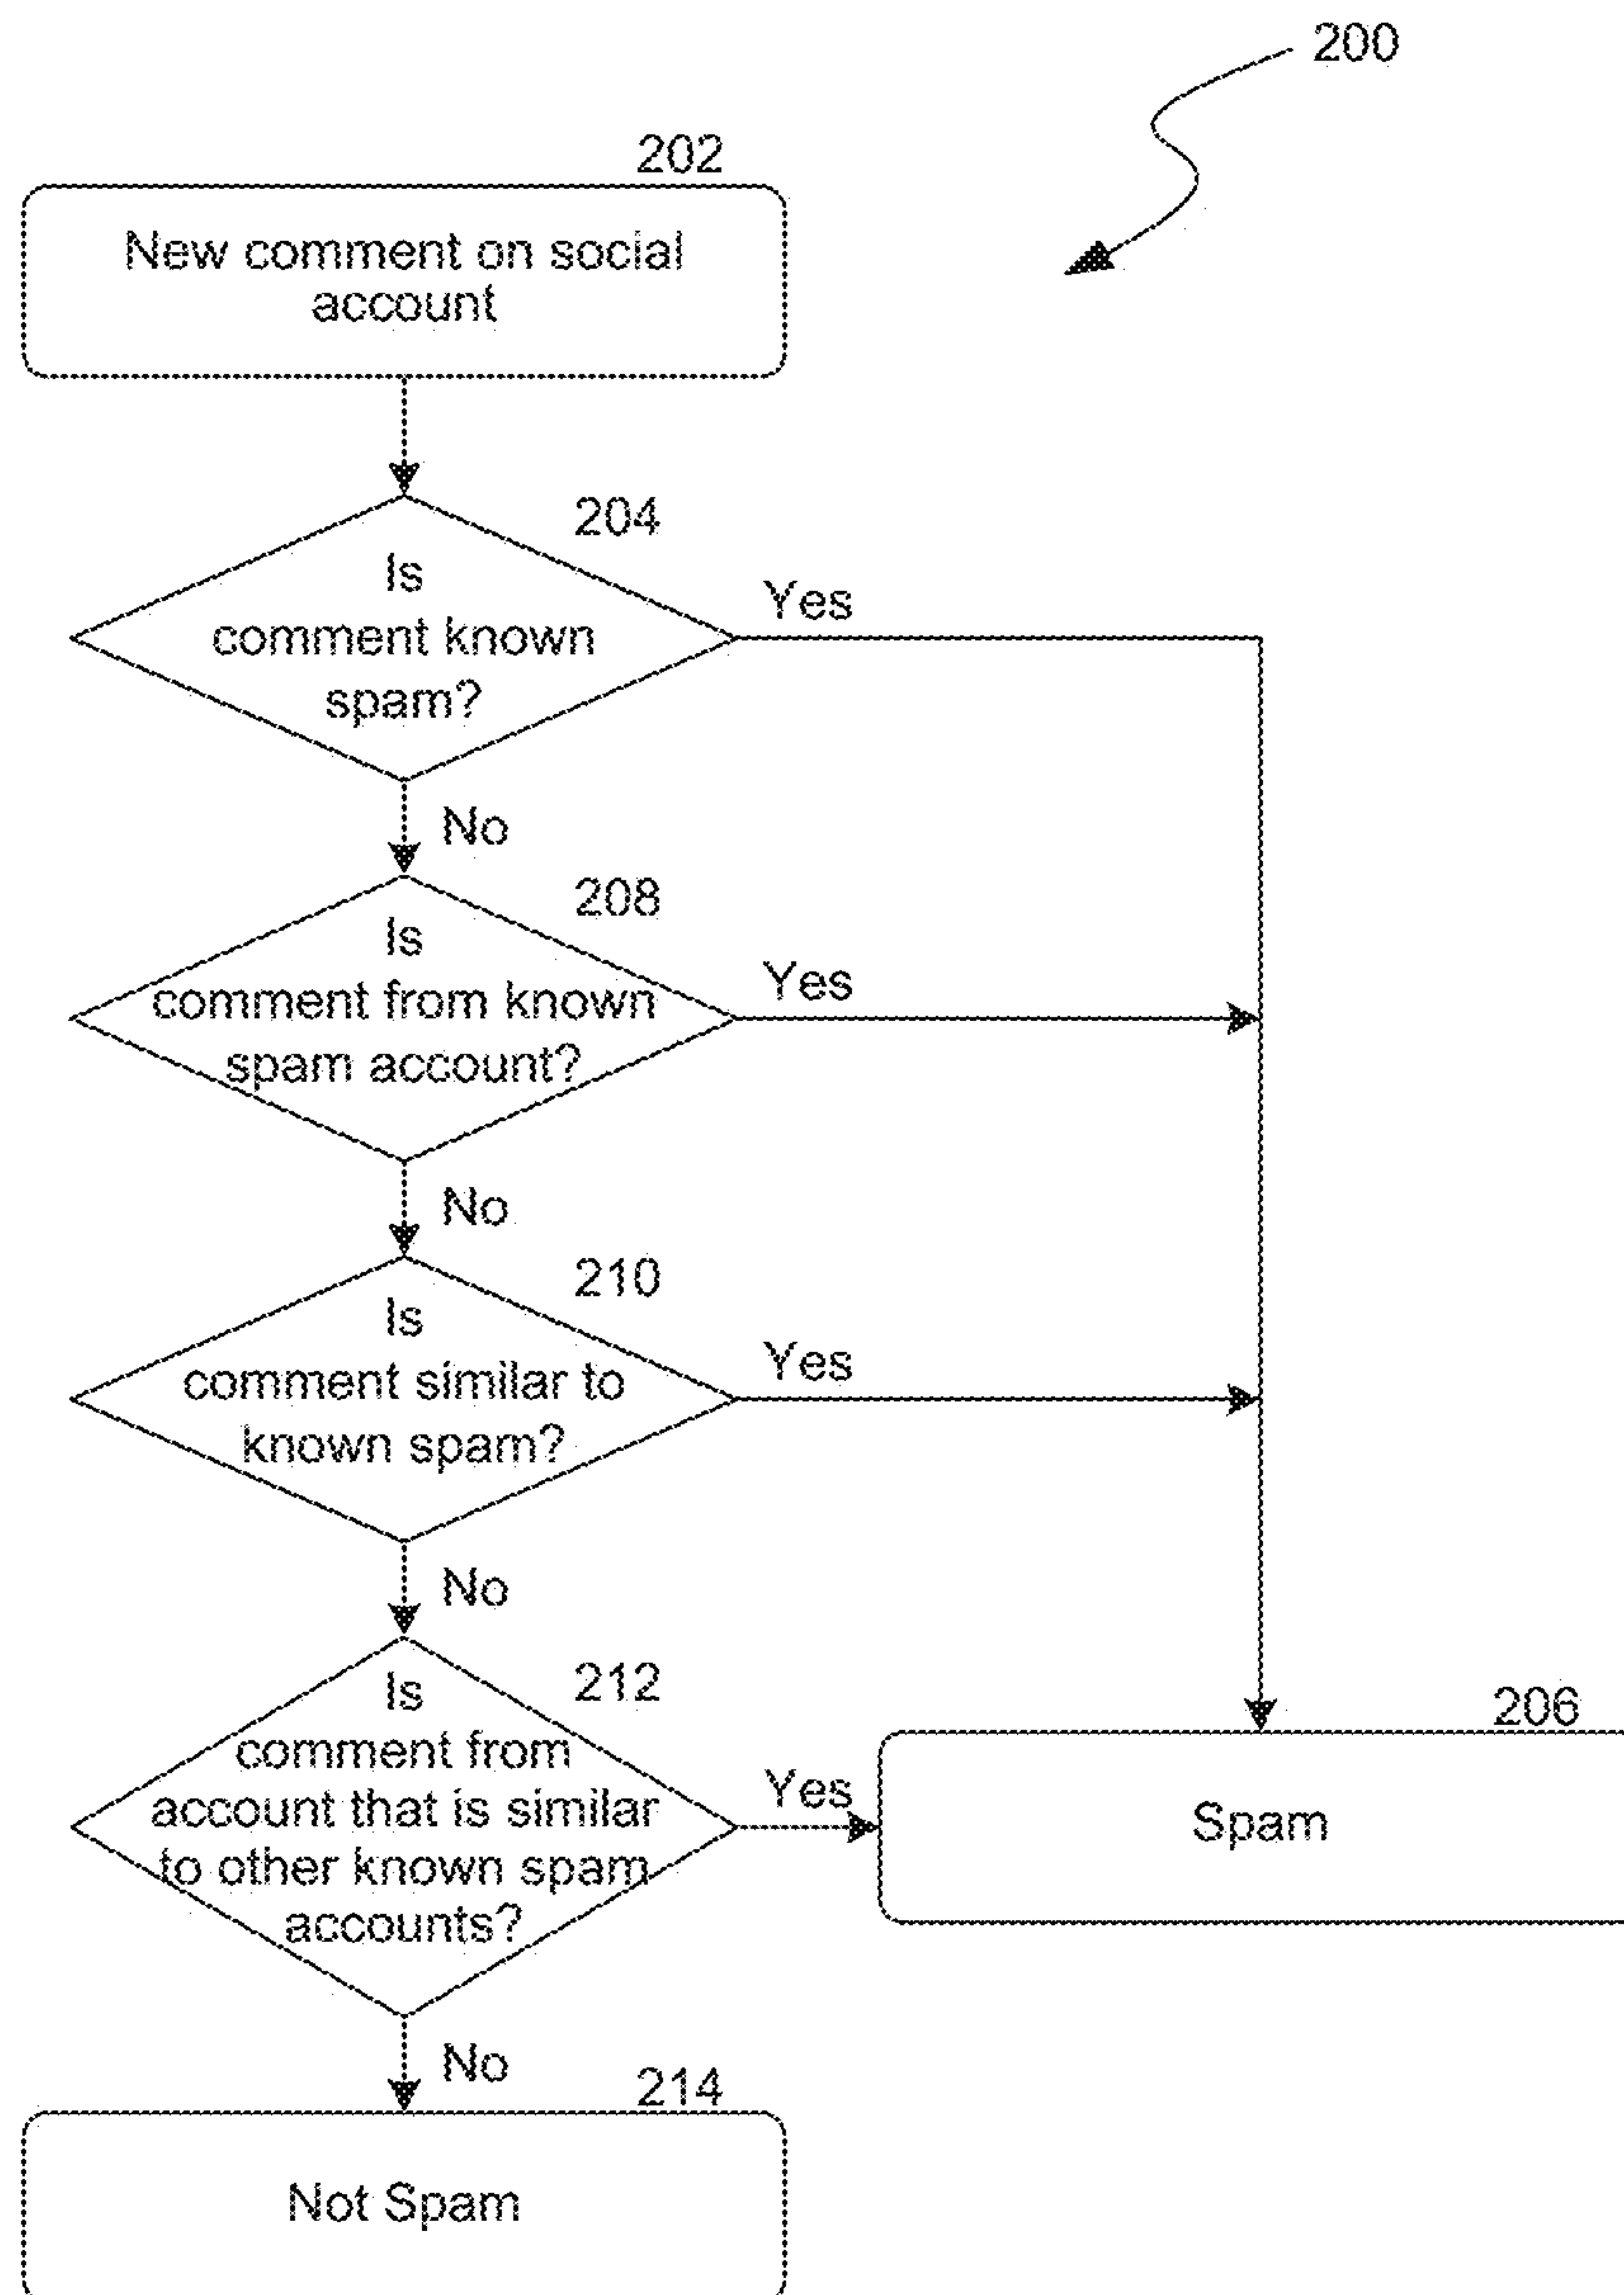 200
202
New comment on social
account
204
Is
comment known
spam?
Yes
No
208
Is
comment from known
spam account?
Yes
No
210
Is
comment similar to
known spam?
Yes
No
212
Is
comment from
account that is similar
to other known spam
accounts?
Yes
206
Spam
No
214
Not Spam